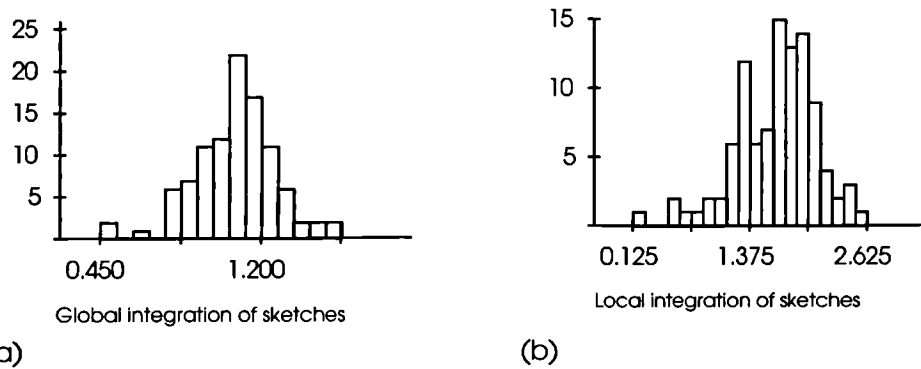 25
20
15
10
5
0.450 1.200
Global integration of sketches
a)
15
10
5
0.125 1.375 2.625
Local integration of sketches
(b)